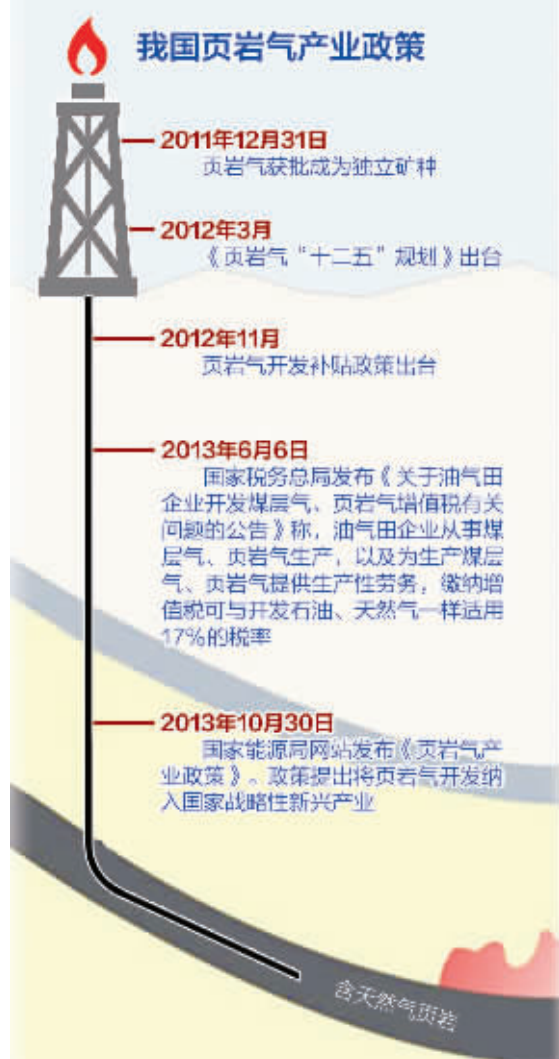 我国页岩气产业政策
2011年12月31日
页岩气获批成为独立矿种
2012年3月
《页岩气“十二五”规划》出台
2012年11月
页岩气开发补贴政策出台
2013年6月6日
国家税务总局发布《关于油气田
企业开发煤层气、页岩气增值税有关
问题的公告》称，油气田企业从事煤
层气、页岩气生产，以及为生产煤层
气、页岩气提供生产性劳务，缴纳增
值税可与开发石油、天然气一样适用
17%的税率
2013年10月30日
国家能源局网站发布《页岩气产
业政策》。政策提出将页岩气开发纳
入国家战略性新兴产业
含天然气页岩